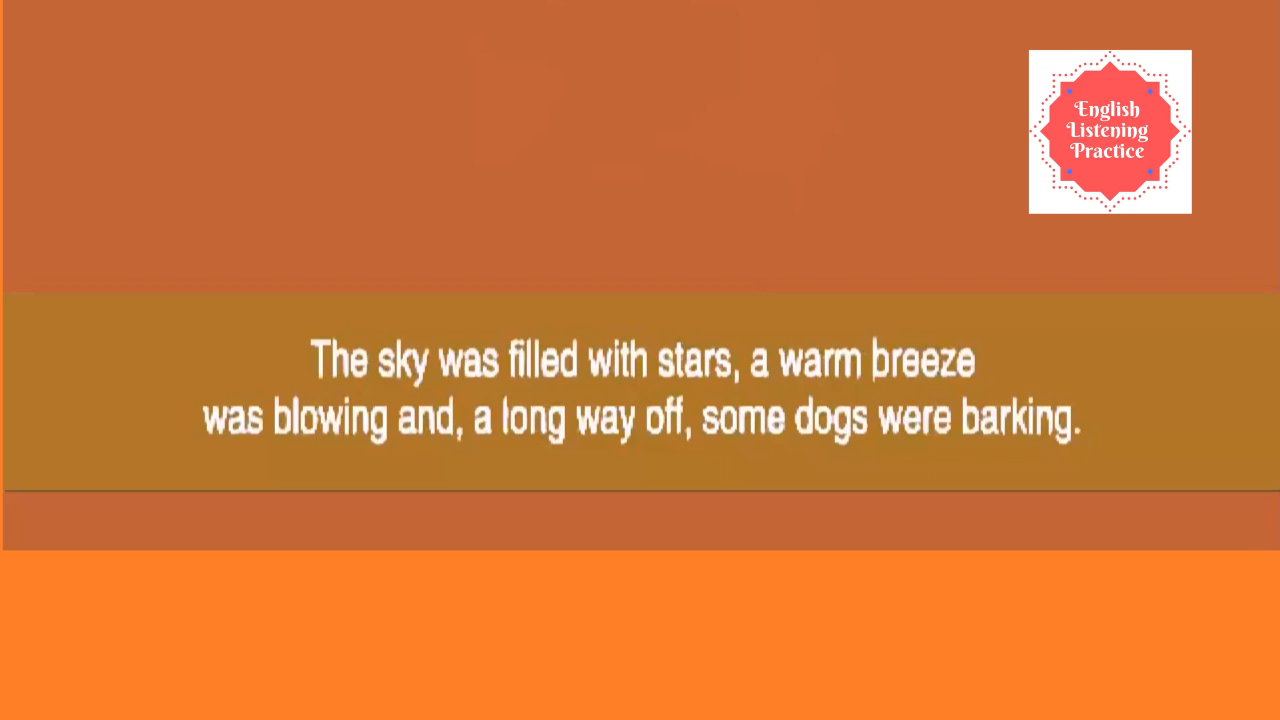 English
Listening
Practice
The sky was filled with stars, a warm breeze
was blowing and, a long way off, some dogs were barking.